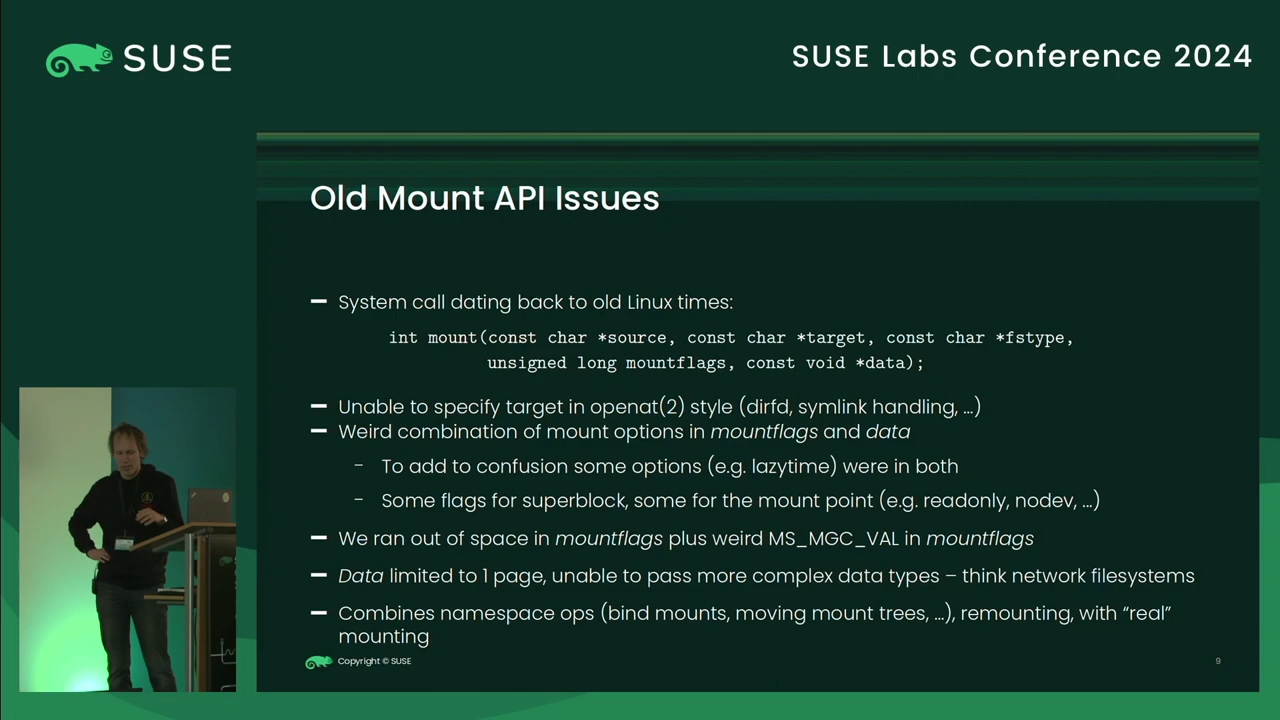 SUSE
SUSE Labs Conference 2024
Old Mount API Issues
System call dating back to old Linux times:
int mount(const char *source, const char *target, const char *fstype,
unsigned long mountflags, const void *data);
Unable to specify target in openat(2) style (dirfd, symlink handling, …)
Weird combination of mount options in mountflags and data
To add to confusion some options (e.g. lazytime) were in both
Some flags for superblock, some for the mount point (e.g. readonly, nodev, …)
We ran out of space in mountflags plus weird MS_MGC_VAL in mountflags
Data limited to 1 page, unable to pass more complex data types – think network filesystems
Combines namespace ops (bind mounts, moving mount trees, …), remounting, with “real”
mounting
Copyright © SUSE
9